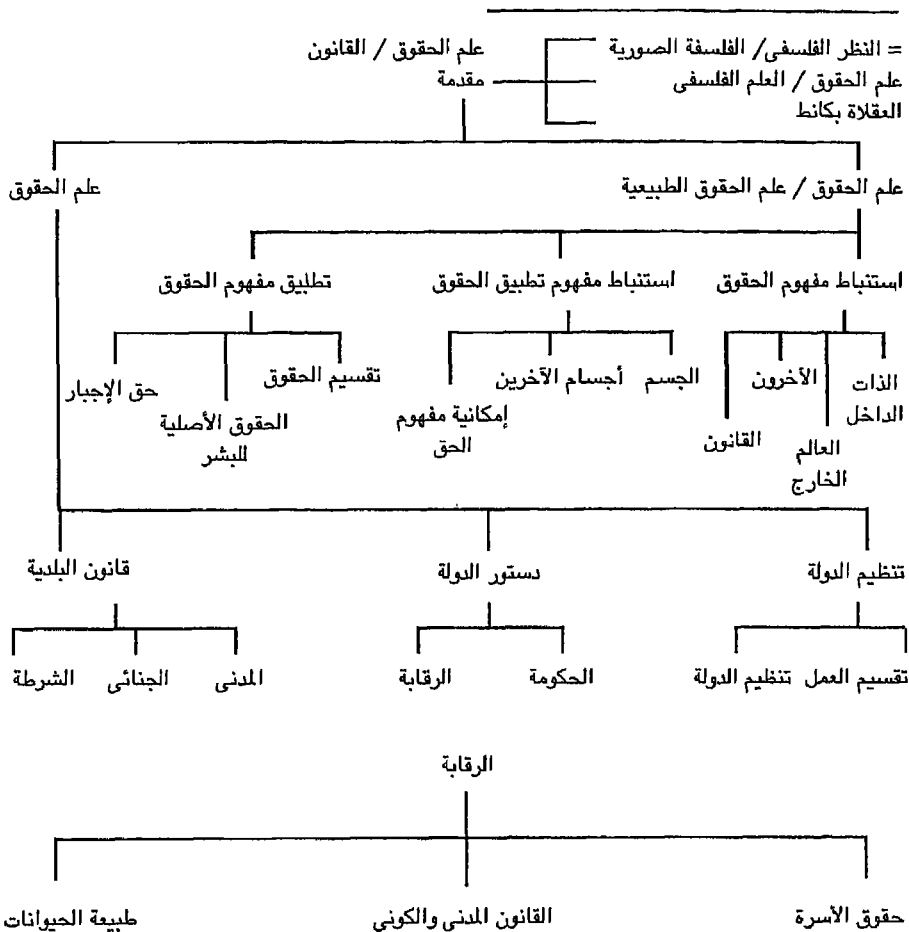 = النظر الفلسفى/ الفلسفة الصورية
علم الحقوق / القانون
علم الحقوق / العلم الفلسفى
مقدمة
العقلاة بكانط
علم الحقوق / علم الحقوق الطبيعية
علم الحقوق
استنباط مفهوم الحقوق
استنباط مفهوم تطبيق الحقوق
تطليق مفهوم الحقوق
الذات
الداخل
العالم
الخارج
الأخرون
القانون
الجسم
أجسام الآخرين
إمكانية مفهوم
الحق
تقسيم الحقوق
الحقوق الأصلية
للبشر
حق الإجبار
تنظيم الدولة
دستور الدولة
قانون البلدية
تقسيم العمل
تنظيم الدولة
الحكومة
الرقابة
المدنى
الجنائى
الشرطة
الرقابة
حقوق الأسرة
القانون المدنى والكونى
طبيعة الحيوانات